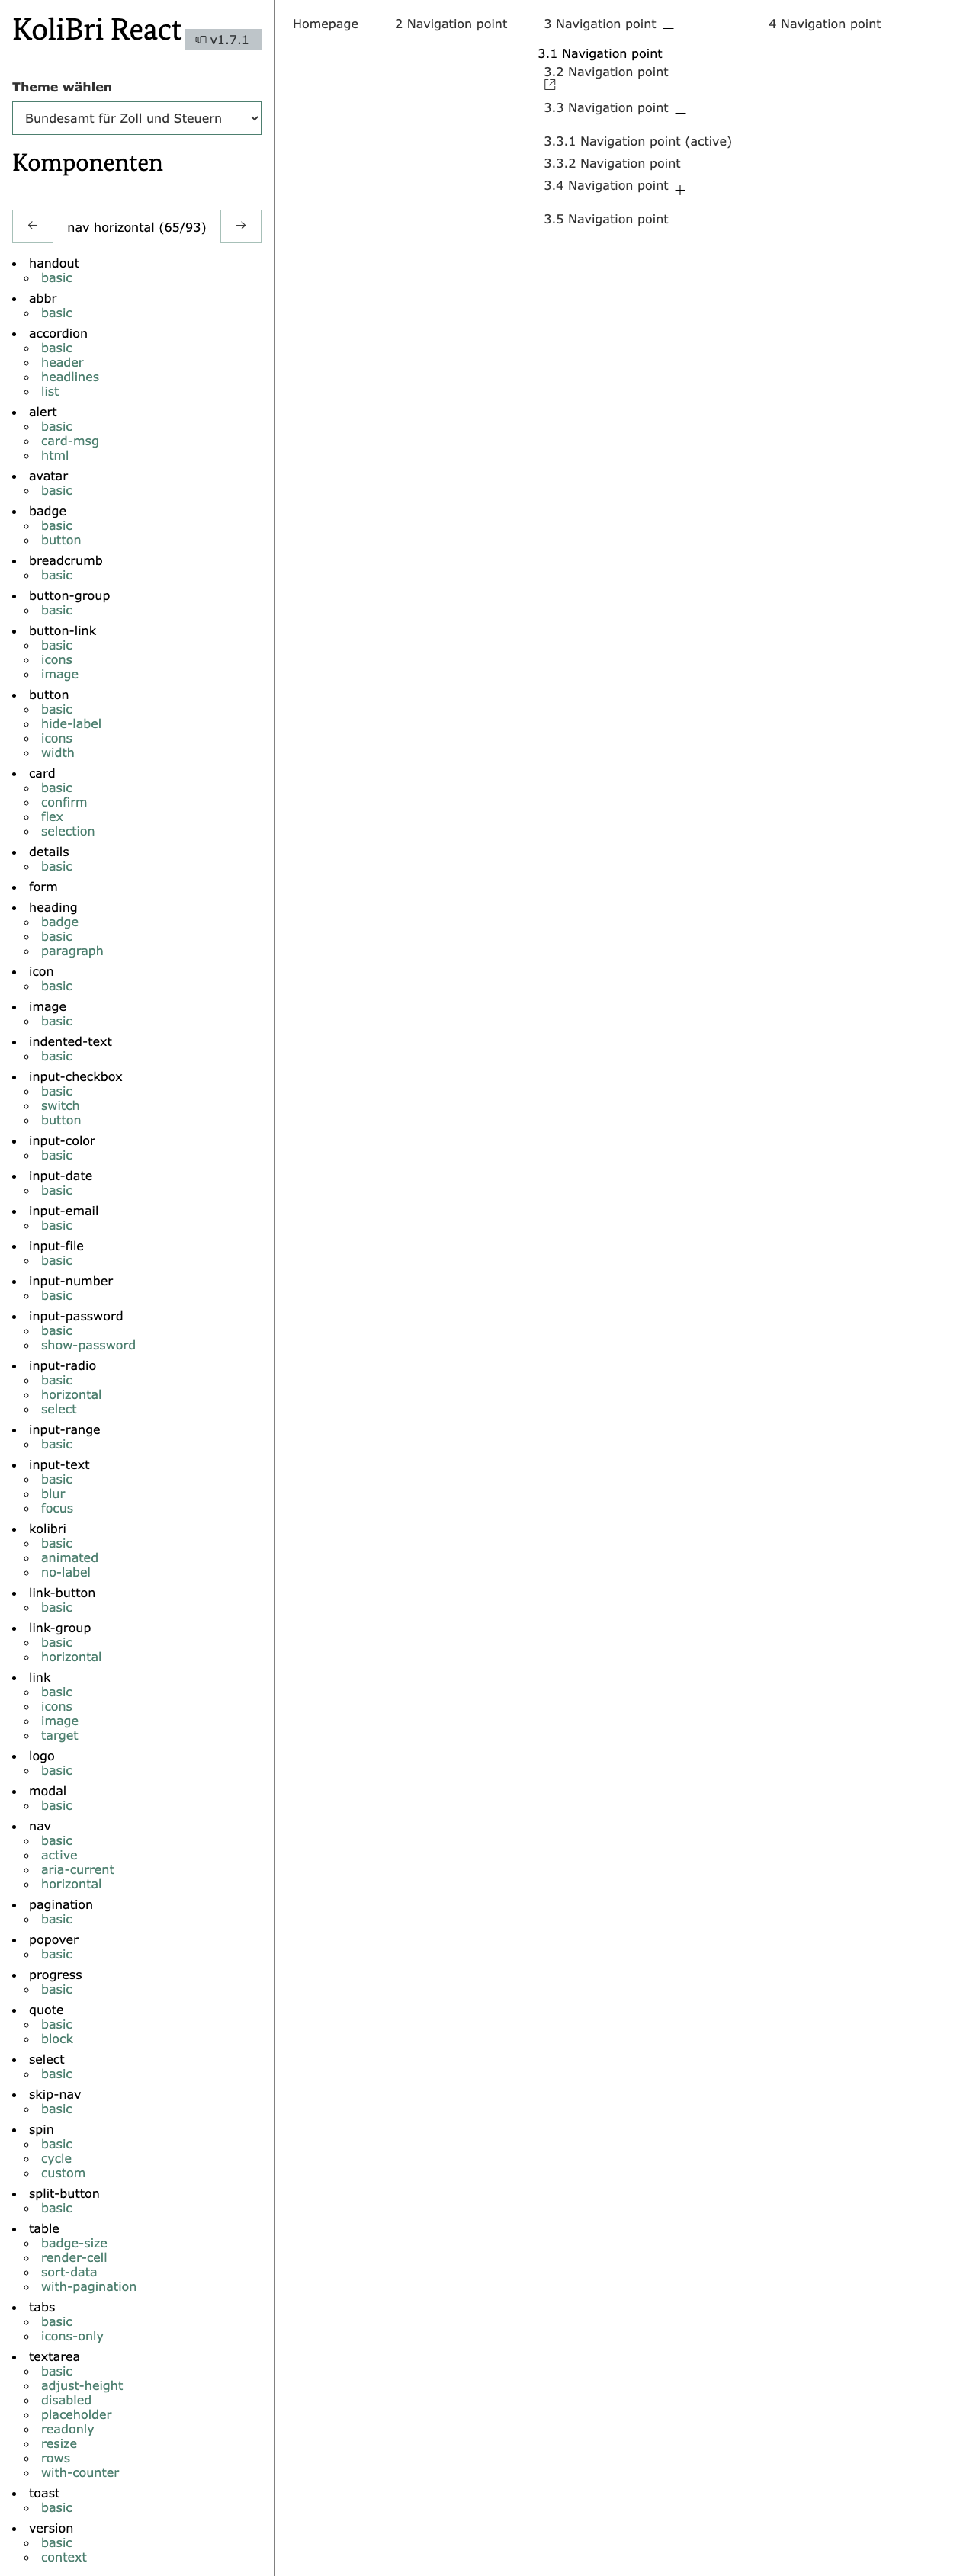 KoliBri React
v1.7.1
Theme wählen
Bundesamt für Zoll und Steuern
Komponenten
nav horizontal (65/93)
handout
basic
abbr
basic
accordion
basic
header
headlines
list
alert
basic
card-msg
html
avatar
basic
badge
basic
button
breadcrumb
basic
button-group
basic
button-link
basic
icons
image
button
basic
hide-label
icons
width
card
basic
confirm
flex
selection
details
basic
form
heading
badge
basic
paragraph
icon
basic
image
basic
indented-text
basic
input-checkbox
basic
switch
button
input-color
basic
input-date
basic
input-email
basic
input-file
basic
input-number
basic
input-password
basic
show-password
input-radio
basic
horizontal
select
input-range
basic
input-text
basic
blur
focus
kolibri
basic
animated
no-label
link-button
basic
link-group
basic
horizontal
link
basic
icons
image
target
logo
basic
modal
basic
nav
basic
active
aria-current
horizontal
pagination
basic
popover
basic
progress
basic
quote
basic
block
select
basic
skip-nav
basic
spin
basic
cycle
custom
split-button
basic
table
badge-size
render-cell
sort-data
with-pagination
tabs
basic
icons-only
textarea
basic
adjust-height
disabled
placeholder
readonly
resize
rows
with-counter
toast
basic
version
basic
context
Homepage
2 Navigation point
3 Navigation point
3.1 Navigation point
3.2 Navigation point
3.3 Navigation point
3.3.1 Navigation point (active)
3.3.2 Navigation point
3.4 Navigation point
3.5 Navigation point
4 Navigation point